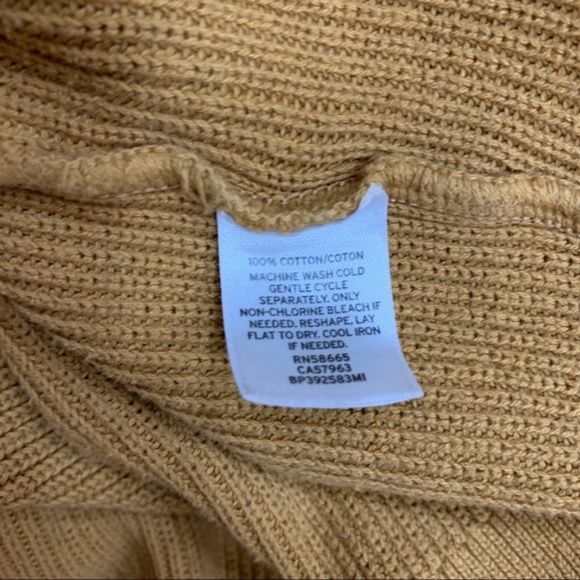 100% COTTON/COTON
MACHINE WASH COLD
GENTLE CYCLE
SEPARATELY. ONLY
NON-CHLORINE BLEACH IF
NEEDED. RESHAPE, LAY
FLAT TO DRY. COOL IRON
IF NEEDED.
RN58665
CA57963
BP392583MI